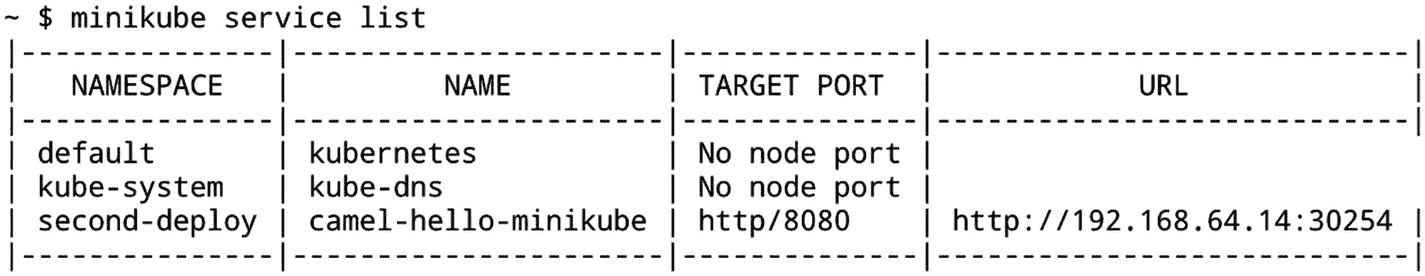 ~ $ minikube service list
|---------------|----------------------|--------------|-----------------------------|
| NAMESPACE | NAME | TARGET PORT | URL |
|---------------|----------------------|--------------|-----------------------------|
| default | kubernetes | No node port |
| kube-system | kube-dns | No node port |
| second-deploy | camel-hello-minikube | http/8080 | http://192.168.64.14:30254 |
|---------------|----------------------|--------------|-----------------------------|